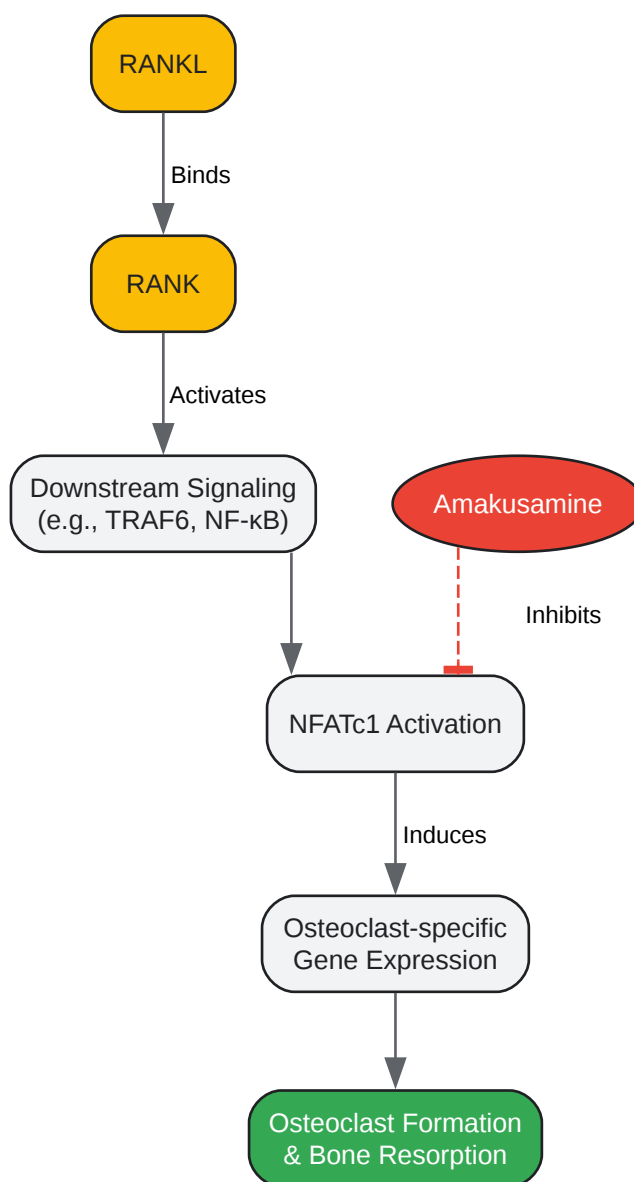 RANKL
Binds
RANK
Activates
Downstream Signaling
(e.g., TRAF6, NF-κB)
Amakusamine
Inhibits
NFATc1 Activation
Induces
Osteoclast-specific
Gene Expression
Osteoclast Formation
& Bone Resorption